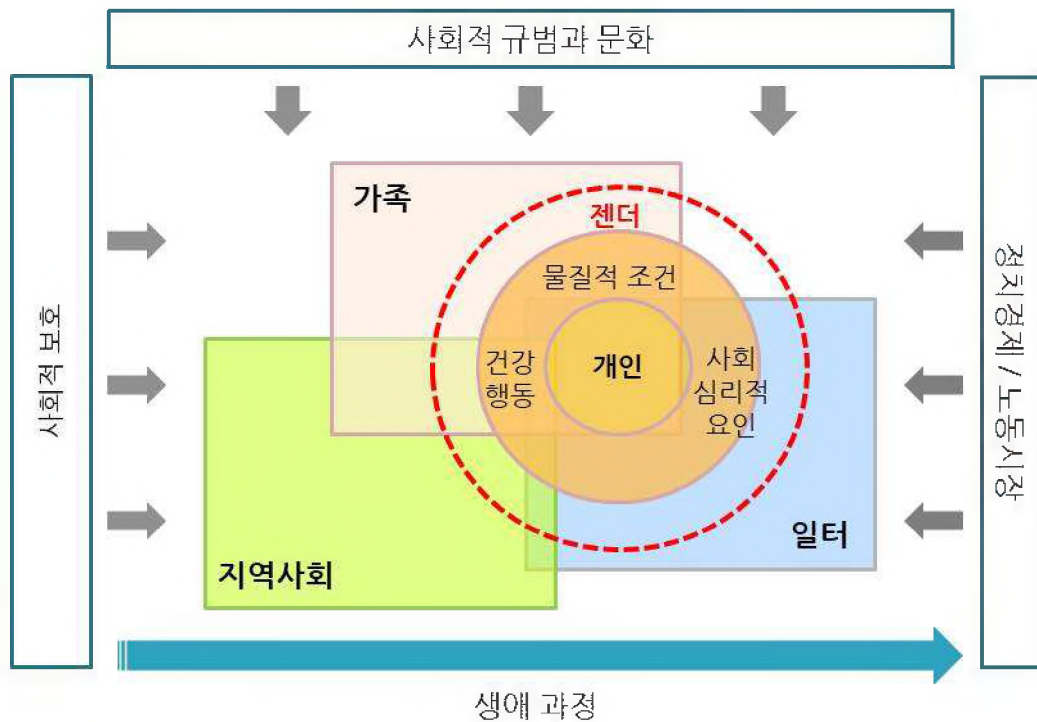 사회적 규범과 문화
사회적 보호
정치경제 / 노동시장
가족
젠더
물질적 조건
건강
행동
개인
사회
심리적
요인
일터
지역사회
생애 과정